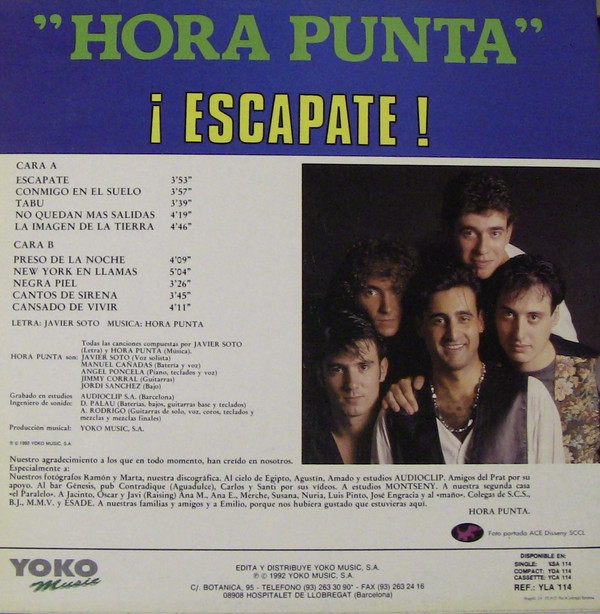 "HORA PUNTA"
¡ ESCAPATE !
CARA A
ESCAPATE 3'53"
CONMIGO EN EL SUELO 3'57"
TABU 3'39"
NO QUEDAN MAS SALIDAS 4'19"
LA IMAGEN DE LA TIERRA 4'46"
CARA B
PRESO DE LA NOCHE 4'09"
NEW YORK EN LLAMAS 5'04"
NEGRA PIEL 3'26"
CANTOS DE SIRENA 3'45"
CANSADO DE VIVIR 4'11"
LETRA: JAVIER SOTO MUSICA: HORA PUNTA
Todas las canciones compuestas por JAVIER SOTO
(Letra) y HORA PUNTA (Música).
HORA PUNTA son: JAVIER SOTO (Voz solista)
MANUEL CAÑADAS (Batería y voz)
ANGEL PONCELA (Piano, teclados y voz)
JIMMY CORRAL (Guitarras)
JORDI SANCHEZ (Bajo)
Grabado en estudios AUDIOCLIP S.A. (Barcelona)
Ingeniero de sonido: D. PALAU (Baterías, bajos, guitarras base y teclados)
A. RODRIGO (Guitarras de solo, voz, coros, teclados y
mezclas y mezclas finales)
Producción musical: YOKO MUSIC, S.A.
℗ © 1992 YOKO MUSIC, S.A.
Nuestro agradecimiento a los que en todo momento, han creído en nosotros.
Especialmente a:
Nuestros fotógrafos Ramón y Marta, nuestra discográfica. Al cielo de Egipto, Agustín, Amado y estudios AUDIOCLIP. Amigos del Prat por su
apoyo. Al bar Génesis, pub Contradique (Aguadulce), Carlos y Santi por sus vídeos. A estudios MONTSENY. A nuestra segunda casa
«el Paralelo». A Jacinto, Oscar y Javi (Raising) Ana M., Ana E., Merche, Susana, Nuria, Luis Pinto, José Engracia y al «maño». Colegas de S.C.S.,
B.J., M.M.V. y ESADE. A nuestras familias y amigos y a Emilio, porque nos hubiera gustado que estuvieras aquí.
HORA PUNTA.
Foto portada ACE Disseny SCCL
YOKO
Music
EDITA Y DISTRIBUYE YOKO MUSIC, S.A.
℗ © 1992 YOKO MUSIC, S.A.
C/. BOTANICA, 95 - TELEFONO (93) 263 30 90* - FAX (93) 263 24 16
08908 HOSPITALET DE LLOBREGAT (Barcelona)
DISPONIBLE EN:
SINGLE: KSA 114
COMPACT: YDA 114
CASSETTE: YCA 114
REF.: YLA 114